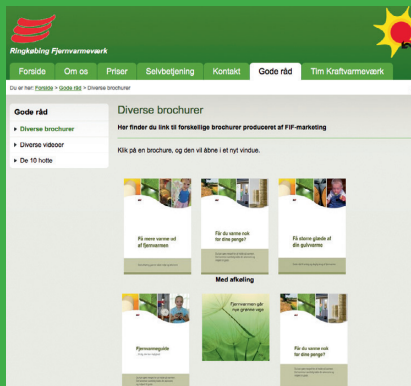 Ringkøbing Fjernvarmeværk
Forside Om os Priser Selvbetjening Kontakt Gode råd Tim Kraftvarmeværk
Du er her: Forside > Gode råd > Diverse brochurer
Gode råd
Diverse brochurer
Diverse videoer
De 10 hotte
Diverse brochurer
Her finder du link til forskellige brochurer produceret af FIF-marketing
Klik på en brochure, og den vil åbne i et nyt vindue.
Få mere varme ud
af fjernvarmen
Får du varme nok
for dine penge?
Få større glæde af
din gulvvarme
Med afkøling
Fjernvarmeguide
Fjernvarmen gør
nye grønne veje
Får du varme nok
for dine penge?